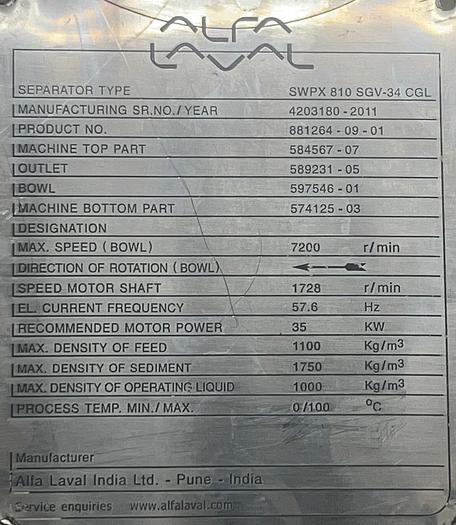 ALFA
LAVAL
SEPARATOR TYPE SWPX 810 SGV-34 CGL
MANUFACTURING SR.NO./ YEAR 4203180 - 2011
PRODUCT NO. 881264 - 09 - 01
MACHINE TOP PART 584567 - 07
OUTLET 589231 - 05
BOWL 597546 - 01
MACHINE BOTTOM PART 574125 - 03
DESIGNATION
MAX. SPEED (BOWL) 7200 r/min
DIRECTION OF ROTATION (BOWL)
SPEED MOTOR SHAFT 1728 r/min
EL. CURRENT FREQUENCY 57.6 Hz
RECOMMENDED MOTOR POWER 35 KW
MAX. DENSITY OF FEED 1100 Kg/m³
MAX. DENSITY OF SEDIMENT 1750 Kg/m³
MAX. DENSITY OF OPERATING LIQUID 1000 Kg/m³
PROCESS TEMP. MIN./MAX. 0/100 °C
Manufacturer
Alfa Laval India Ltd. - Pune - India
Service enquiries www.alfalaval.com